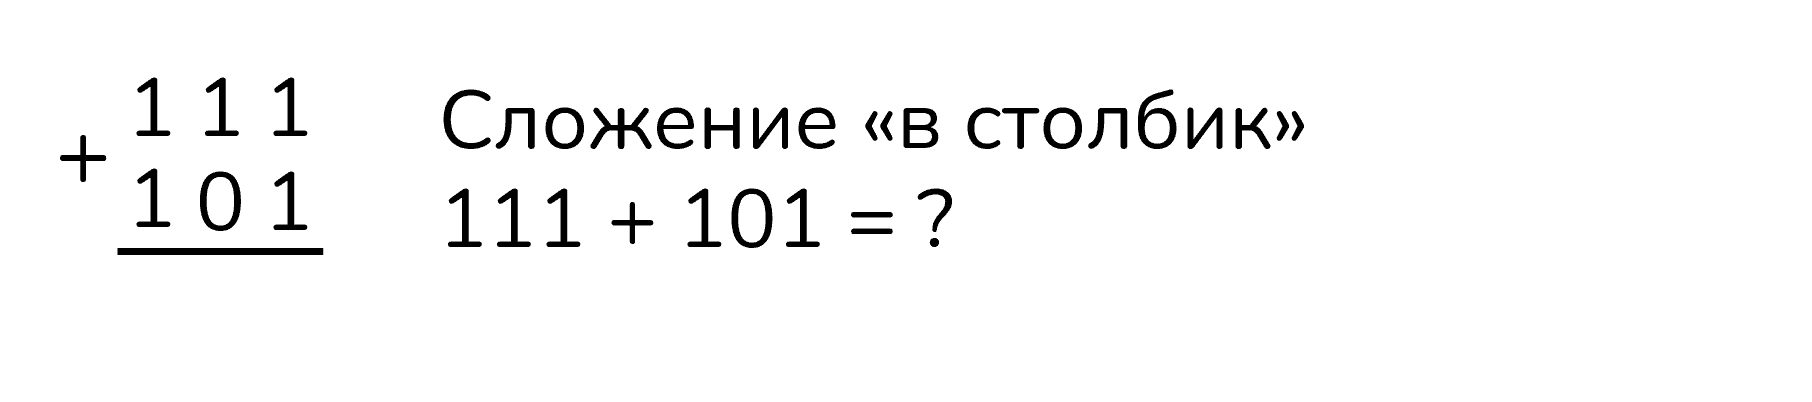 1 1 1
+
1 0 1
Сложение «в столбик»
111 + 101 = ?